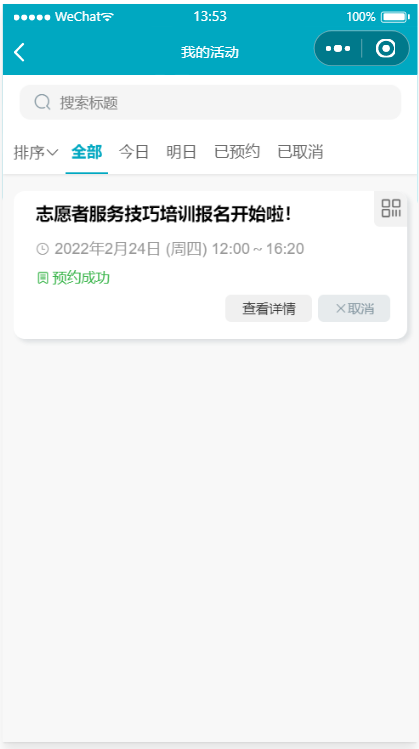 WeChat 13:53 100%
我的活动
搜索标题
排序 全部 今日 明日 已预约 已取消
志愿者服务技巧培训报名开始啦！
2022年2月24日 (周四) 12:00～16:20
预约成功
查看详情 ×取消